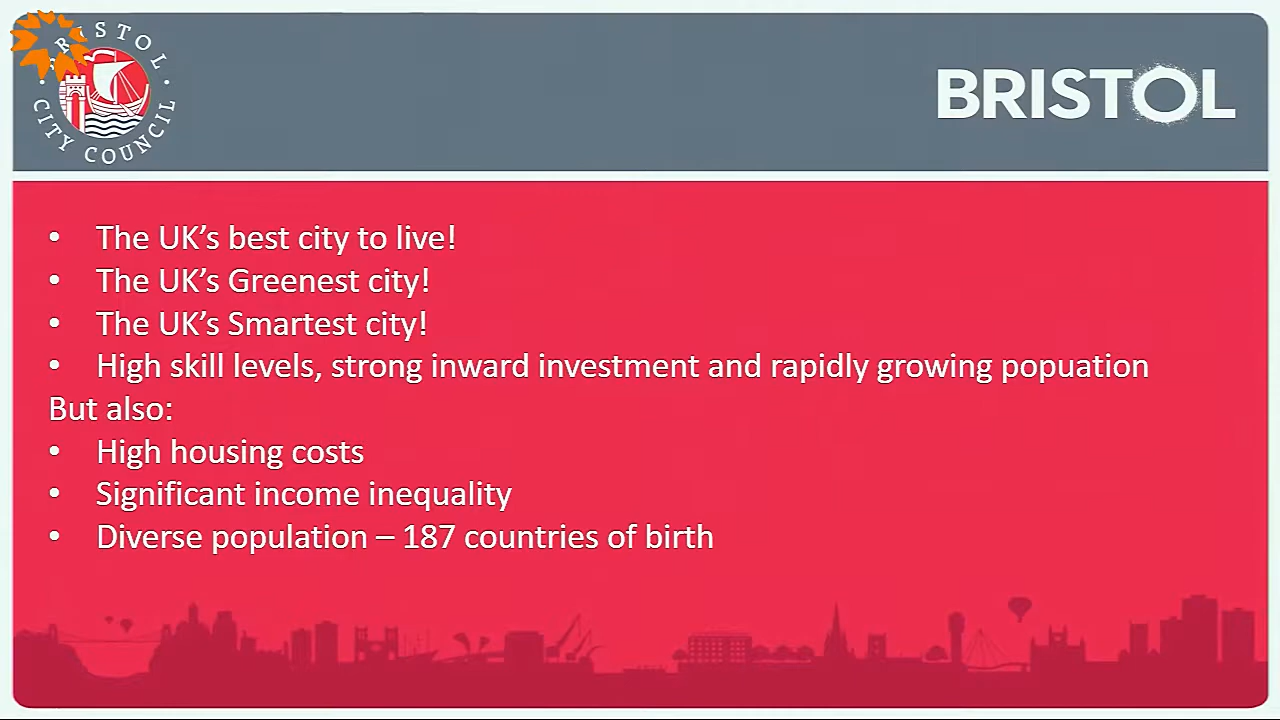 BRISTOL
CITY COUNCIL
BRISTOL
• The UK’s best city to live!
• The UK’s Greenest city!
• The UK’s Smartest city!
• High skill levels, strong inward investment and rapidly growing popuation
But also:
• High housing costs
• Significant income inequality
• Diverse population – 187 countries of birth